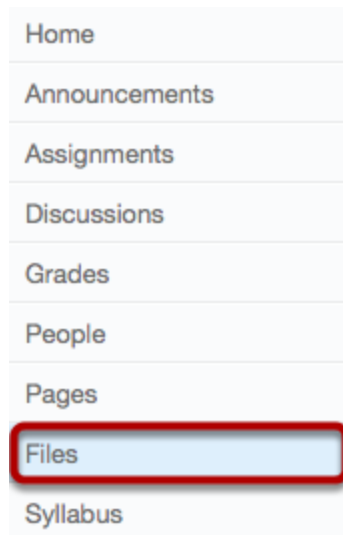 Home
Announcements
Assignments
Discussions
Grades
People
Pages
Files
Syllabus